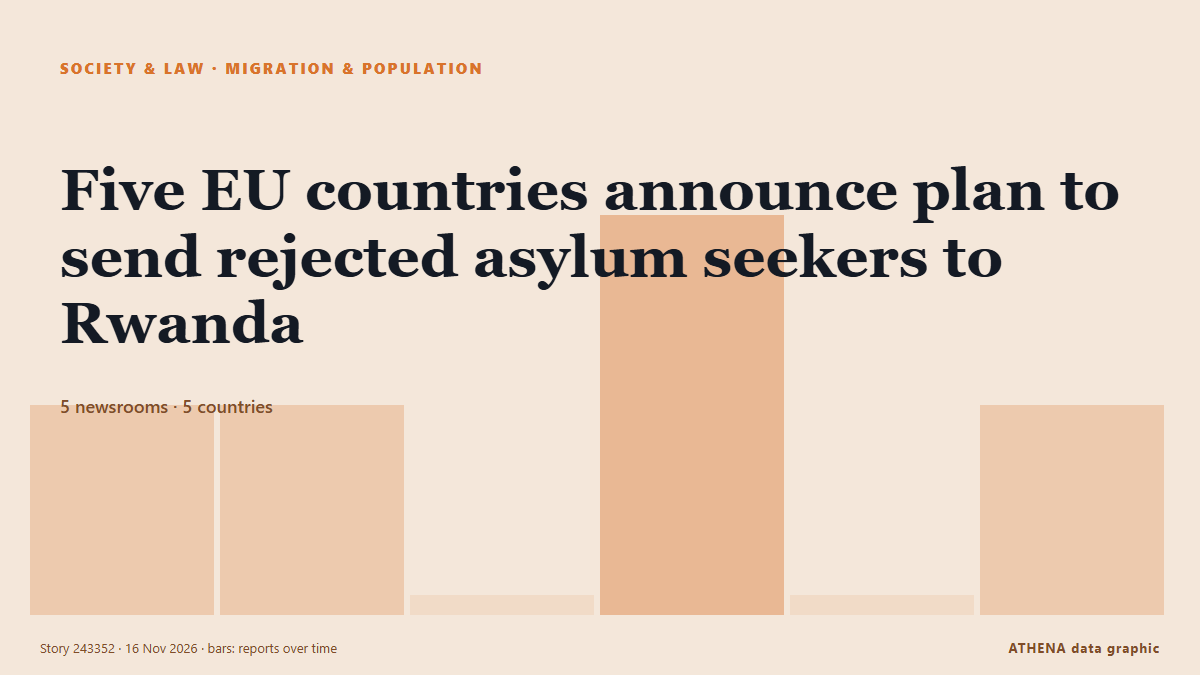 SOCIETY & LAW · MIGRATION & POPULATION
Five EU countries announce plan to
send rejected asylum seekers to
Rwanda
5 newsrooms · 5 countries
Story 243352 · 16 Nov 2026 · bars: reports over time
ATHENA data graphic